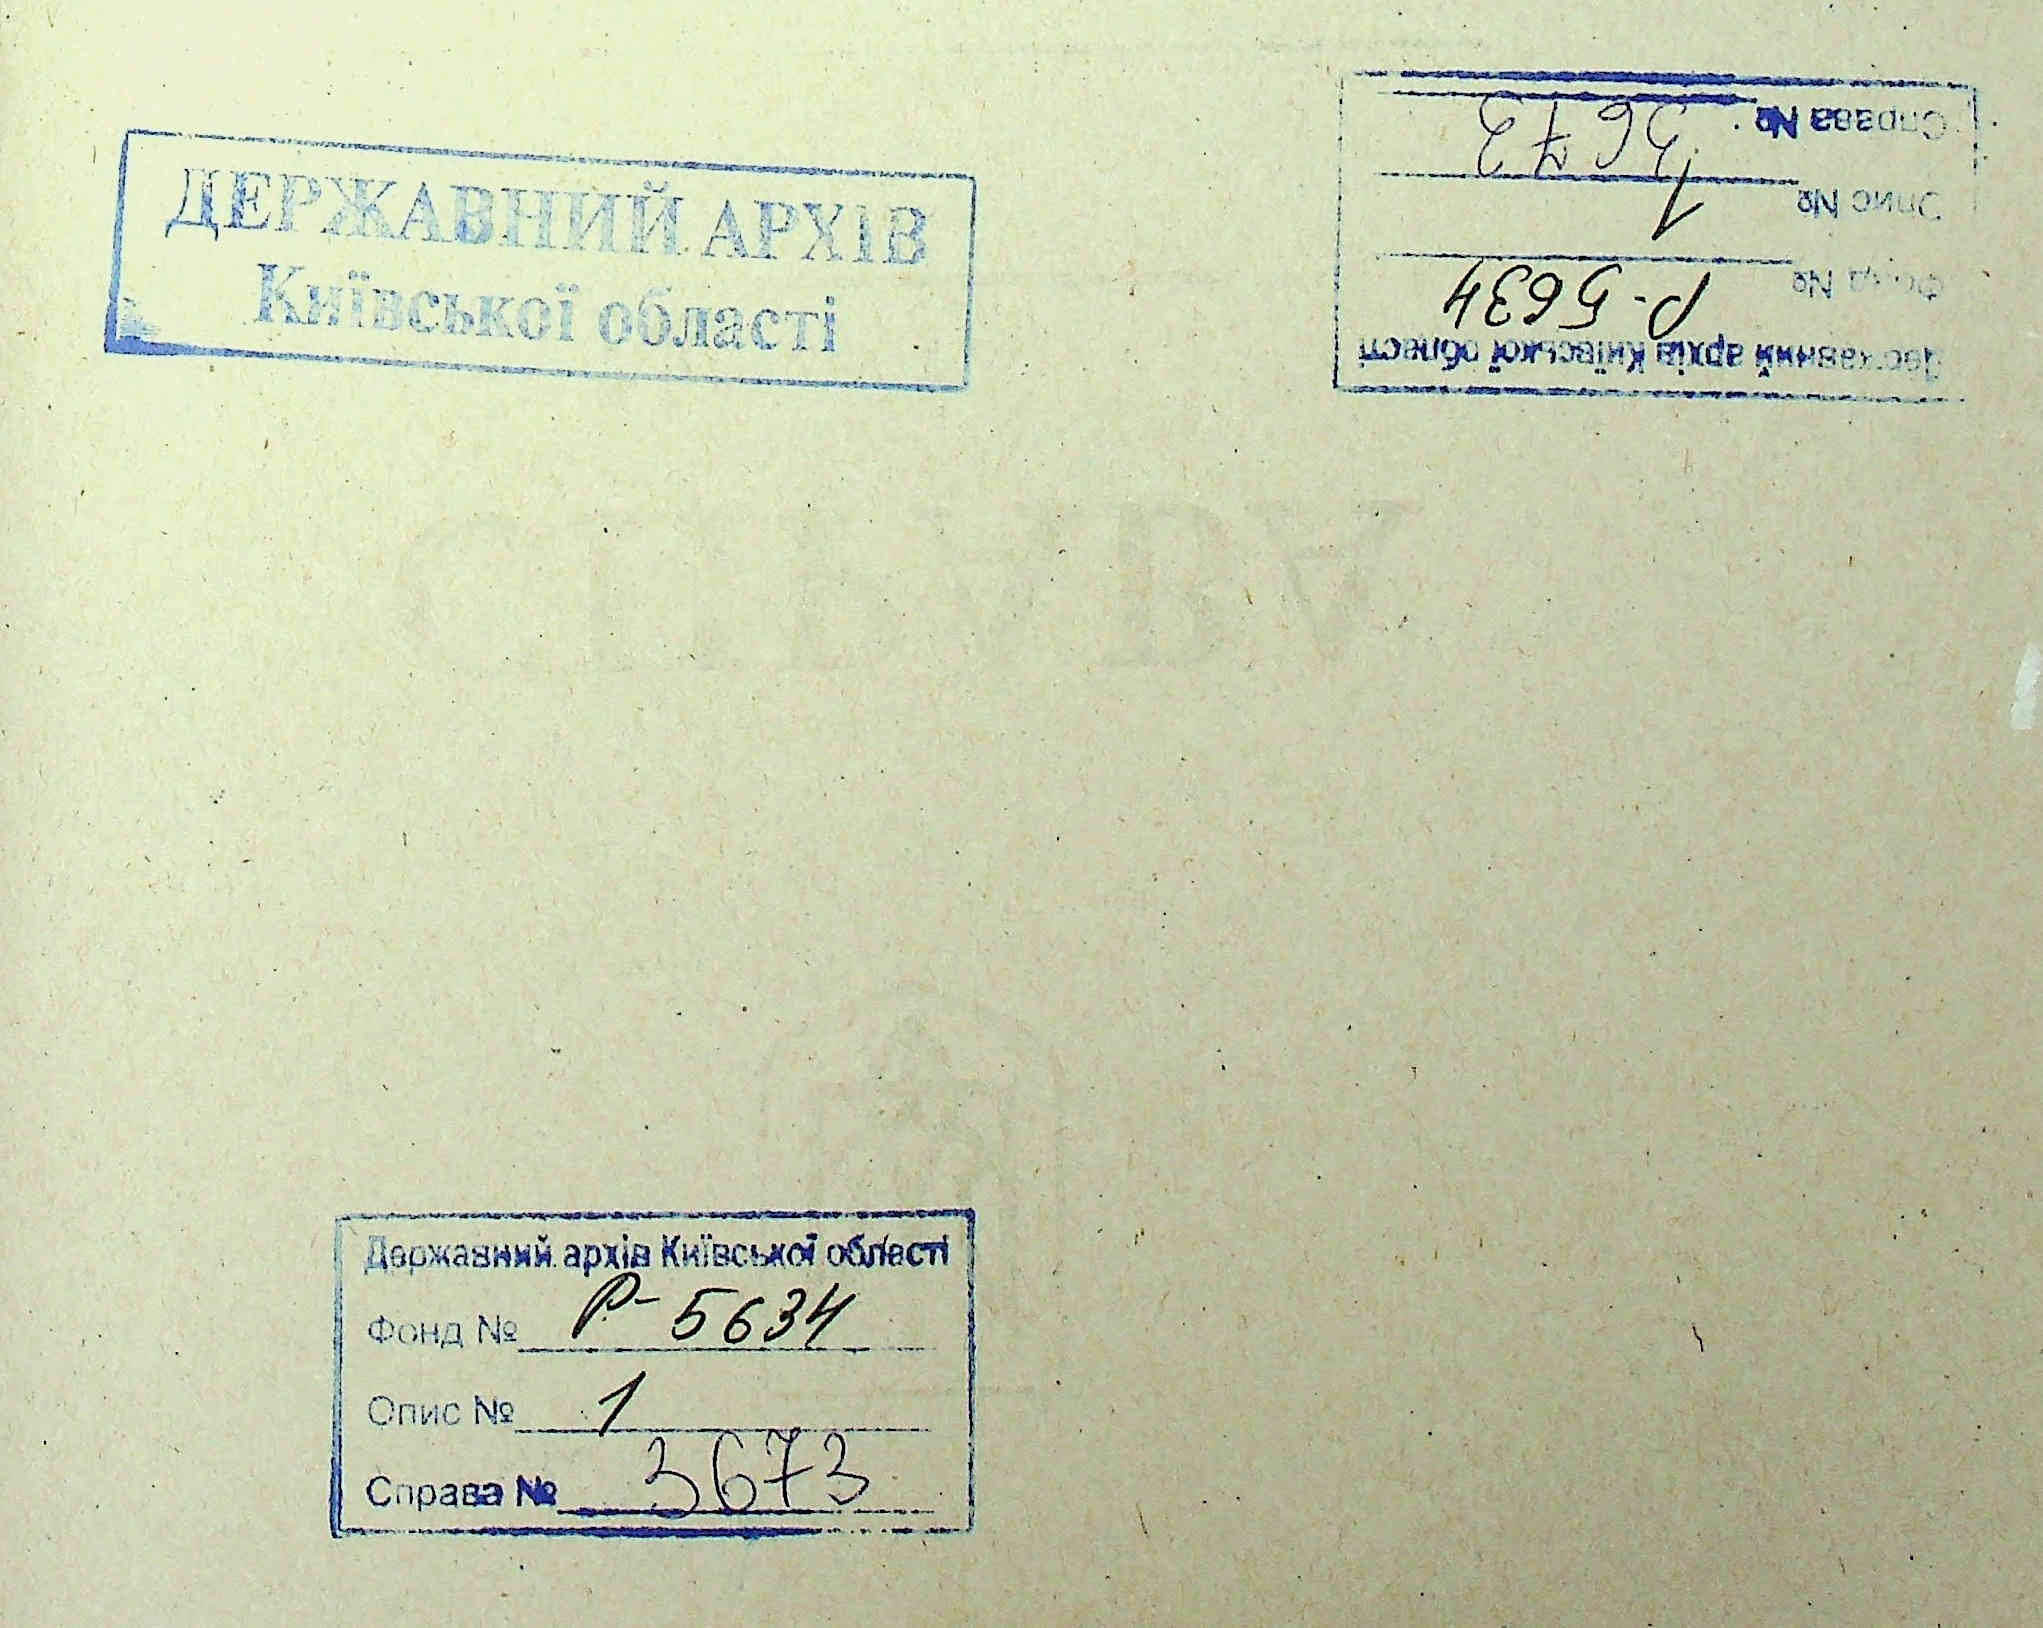 ДЕРЖАВНИЙ АРХІВ
Київської області
Державний архів Київської області
Фонд № Р-5634
Опис № 1
Справа № 3673
Державний архів Київської області
Фонд № Р-5634
Опис № 1
Справа № 3673